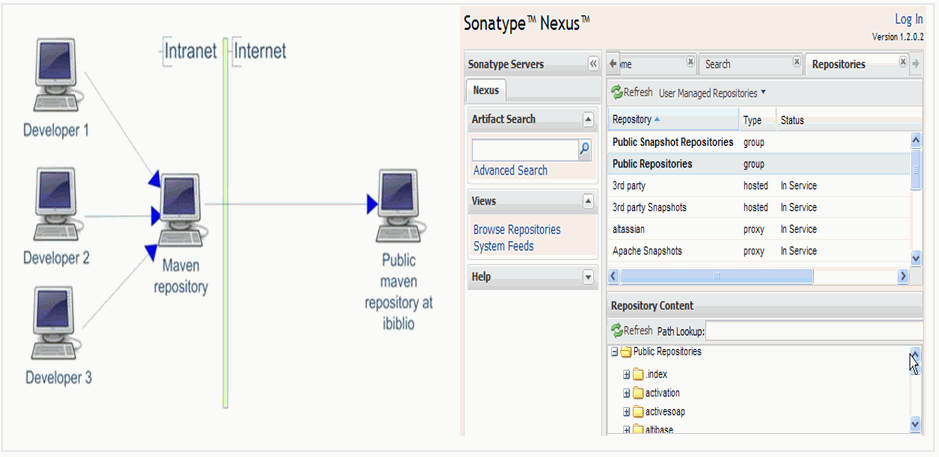 Intranet
Internet
Developer 1
Developer 2
Developer 3
Maven
repository
Public
maven
repository at
ibiblio
Sonatype™ Nexus™
Log In
Version 1.2.0.2
Sonatype Servers
Nexus
Artifact Search
Advanced Search
Views
Browse Repositories
System Feeds
Help
me Search Repositories
Refresh User Managed Repositories
Repository Type Status
Public Snapshot Repositories group
Public Repositories group
3rd party hosted In Service
3rd party Snapshots hosted In Service
altassian proxy In Service
Apache Snapshots proxy In Service
Repository Content
Refresh Path Lookup:
Public Repositories
.index
activation
activesoap
altibase